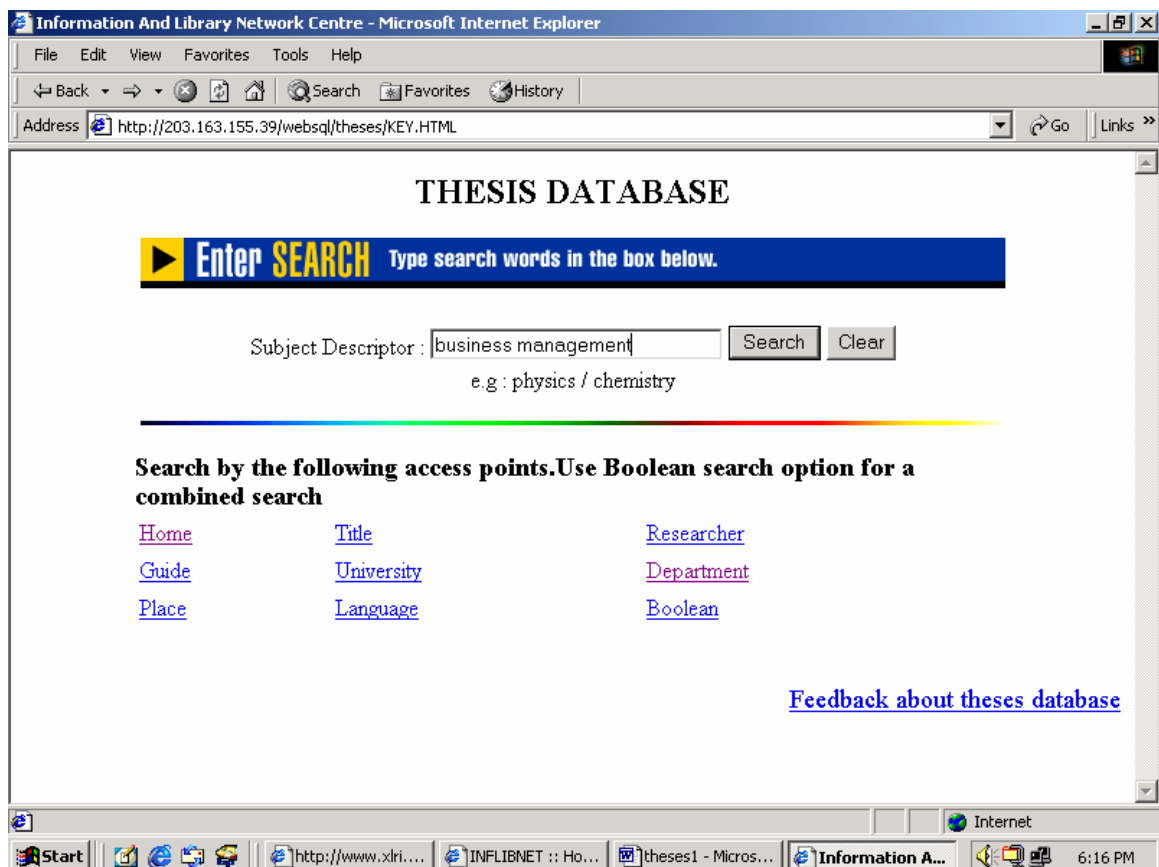 Information And Library Network Centre - Microsoft Internet Explorer
File Edit View Favorites Tools Help
Back Search Favorites History
Address http://203.163.155.39/websql/theses/KEY.HTML Go Links »
THESIS DATABASE
Enter SEARCH Type search words in the box below.
Subject Descriptor : business management Search Clear
e.g : physics / chemistry
Search by the following access points.Use Boolean search option for a
combined search
Home Title Researcher
Guide University Department
Place Language Boolean
Feedback about theses database
Internet
Start http://www.xlri.... INFLIBNET :: Ho... theses1 - Micros... Information A... 6:16 PM